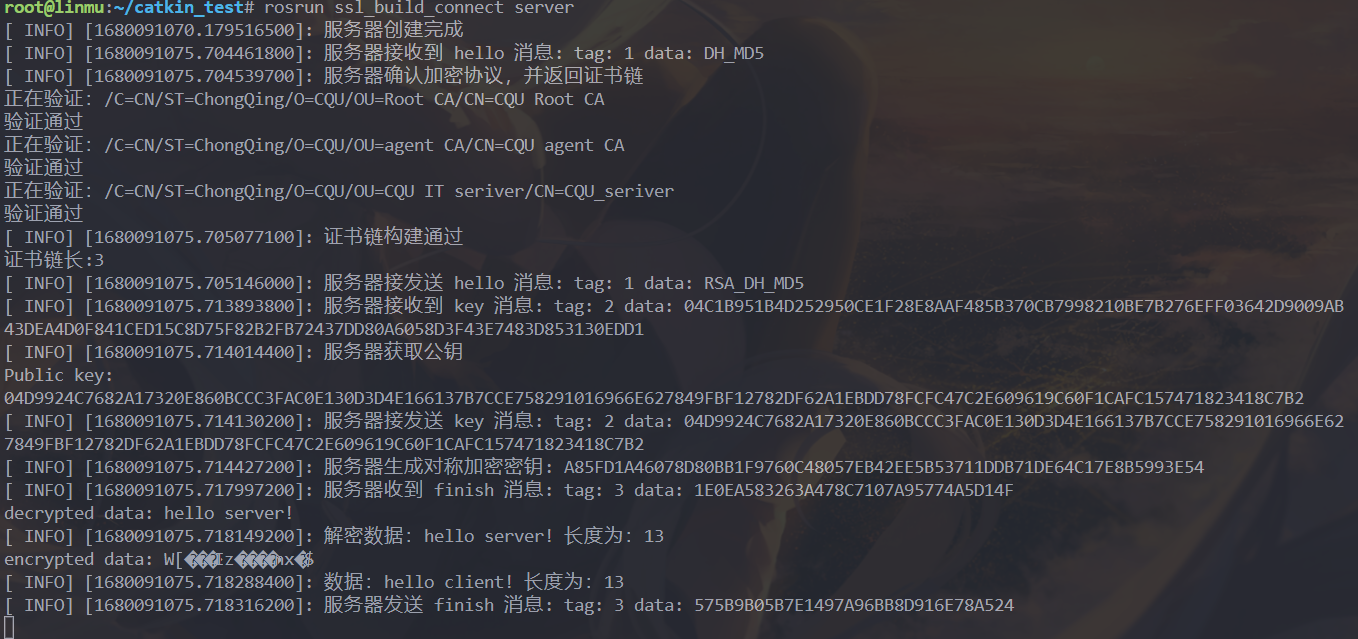 root@linmu:~/catkin_test# rosrun ssl_build_connect server
[ INFO] [1680091070.179516500]: 服务器创建完成
[ INFO] [1680091075.704461800]: 服务器接收到 hello 消息: tag: 1 data: DH_MD5
[ INFO] [1680091075.704539700]: 服务器确认加密协议, 并返回证书链
正在验证: /C=CN/ST=ChongQing/O=CQU/OU=Root CA/CN=CQU Root CA
验证通过
正在验证: /C=CN/ST=ChongQing/O=CQU/OU=agent CA/CN=CQU agent CA
验证通过
正在验证: /C=CN/ST=ChongQing/O=CQU/OU=CQU IT seriver/CN=CQU_seriver
验证通过
[ INFO] [1680091075.705077100]: 证书链构建通过
证书链长:3
[ INFO] [1680091075.705146000]: 服务器接发送 hello 消息: tag: 1 data: RSA_DH_MD5
[ INFO] [1680091075.713893800]: 服务器接收到 key 消息: tag: 2 data: 04C1B951B4D252950CE1F28E8AAF485B370CB7998210BE7B276EFF03642D9009AB
43DEA4D0F841CED15C8D75F82B2FB72437DD80A6058D3F43E7483D853130EDD1
[ INFO] [1680091075.714014400]: 服务器获取公钥
Public key:
04D9924C7682A17320E860BCCC3FAC0E130D3D4E166137B7CCE758291016966E627849FBF12782DF62A1EBDD78FCFC47C2E609619C60F1CAFC157471823418C7B2
[ INFO] [1680091075.714130200]: 服务器接发送 key 消息: tag: 2 data: 04D9924C7682A17320E860BCCC3FAC0E130D3D4E166137B7CCE758291016966E62
7849FBF12782DF62A1EBDD78FCFC47C2E609619C60F1CAFC157471823418C7B2
[ INFO] [1680091075.714427200]: 服务器生成对称加密密钥: A85FD1A46078D80BB1F9760C48057EB42EE5B53711DDB71DE64C17E8B5993E54
[ INFO] [1680091075.717997200]: 服务器收到 finish 消息: tag: 3 data: 1E0EA583263A478C7107A95774A5D14F
decrypted data: hello server!
[ INFO] [1680091075.718149200]: 解密数据: hello server! 长度为: 13
encrypted data:
[ INFO] [1680091075.718288400]: 数据: hello client! 长度为: 13
[ INFO] [1680091075.718316200]: 服务器发送 finish 消息: tag: 3 data: 575B9B05B7E1497A96BB8D916E78A524